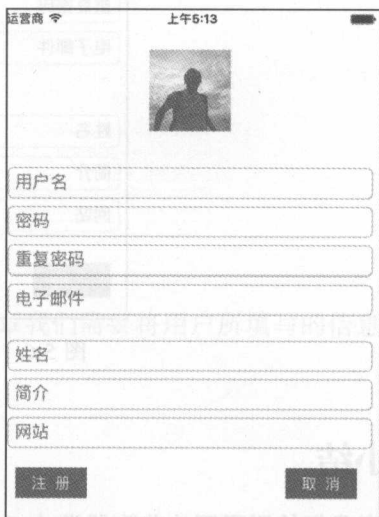 运营商 上午5:13
用户名
密码
重复密码
电子邮件
姓名
简介
网站
注 册 取 消